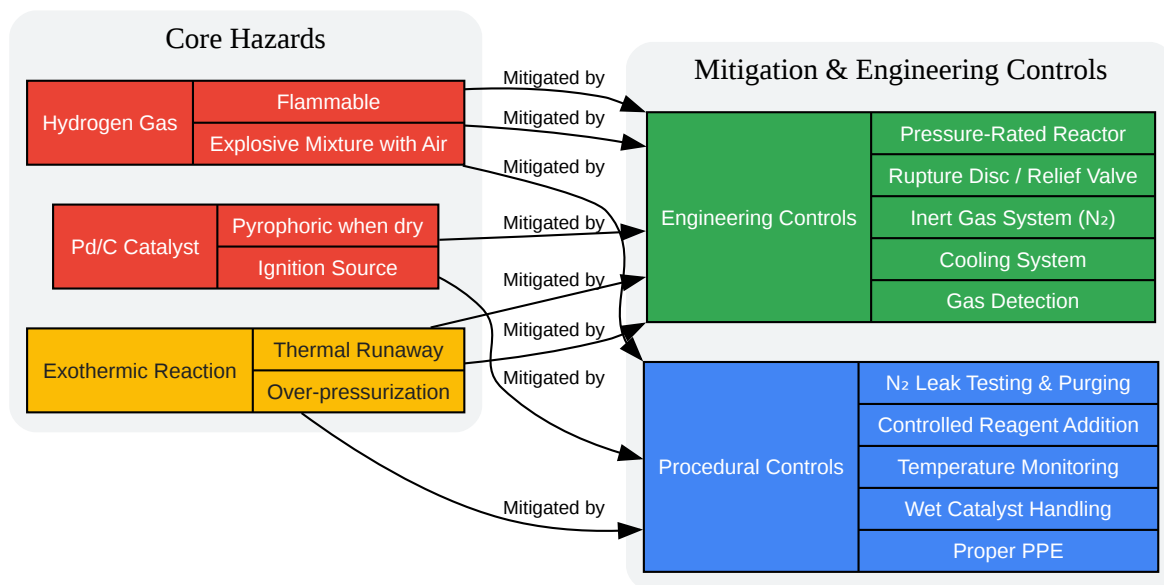 Core Hazards
Hydrogen Gas
Flammable
Explosive Mixture with Air
Pd/C Catalyst
Pyrophoric when dry
Ignition Source
Exothermic Reaction
Thermal Runaway
Over-pressurization
Mitigated by
Mitigated by
Mitigated by
Mitigated by
Mitigated by
Mitigated by
Mitigated by
Mitigated by
Mitigation & Engineering Controls
Engineering Controls
Pressure-Rated Reactor
Rupture Disc / Relief Valve
Inert Gas System (N₂)
Cooling System
Gas Detection
Procedural Controls
N₂ Leak Testing & Purging
Controlled Reagent Addition
Temperature Monitoring
Wet Catalyst Handling
Proper PPE